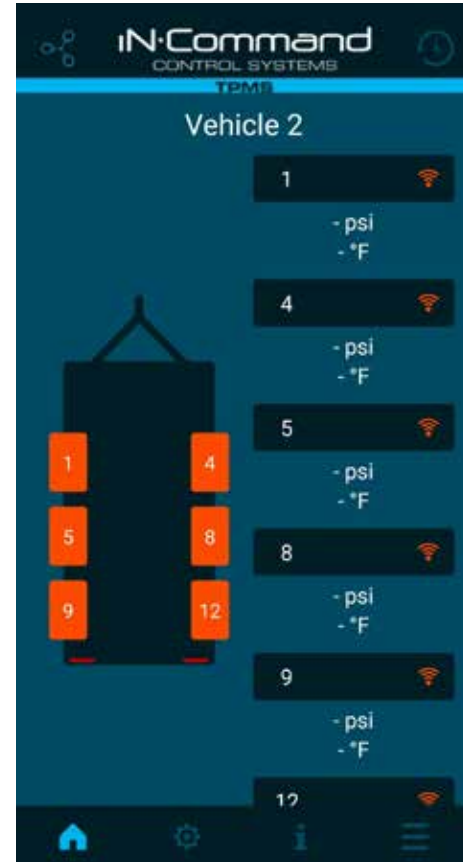 iN·Command
CONTROL SYSTEMS
TPMS
Vehicle 2
1
- psi
- °F
4
- psi
- °F
5
- psi
- °F
8
- psi
- °F
9
- psi
- °F
12
1 4
5 8
9 12